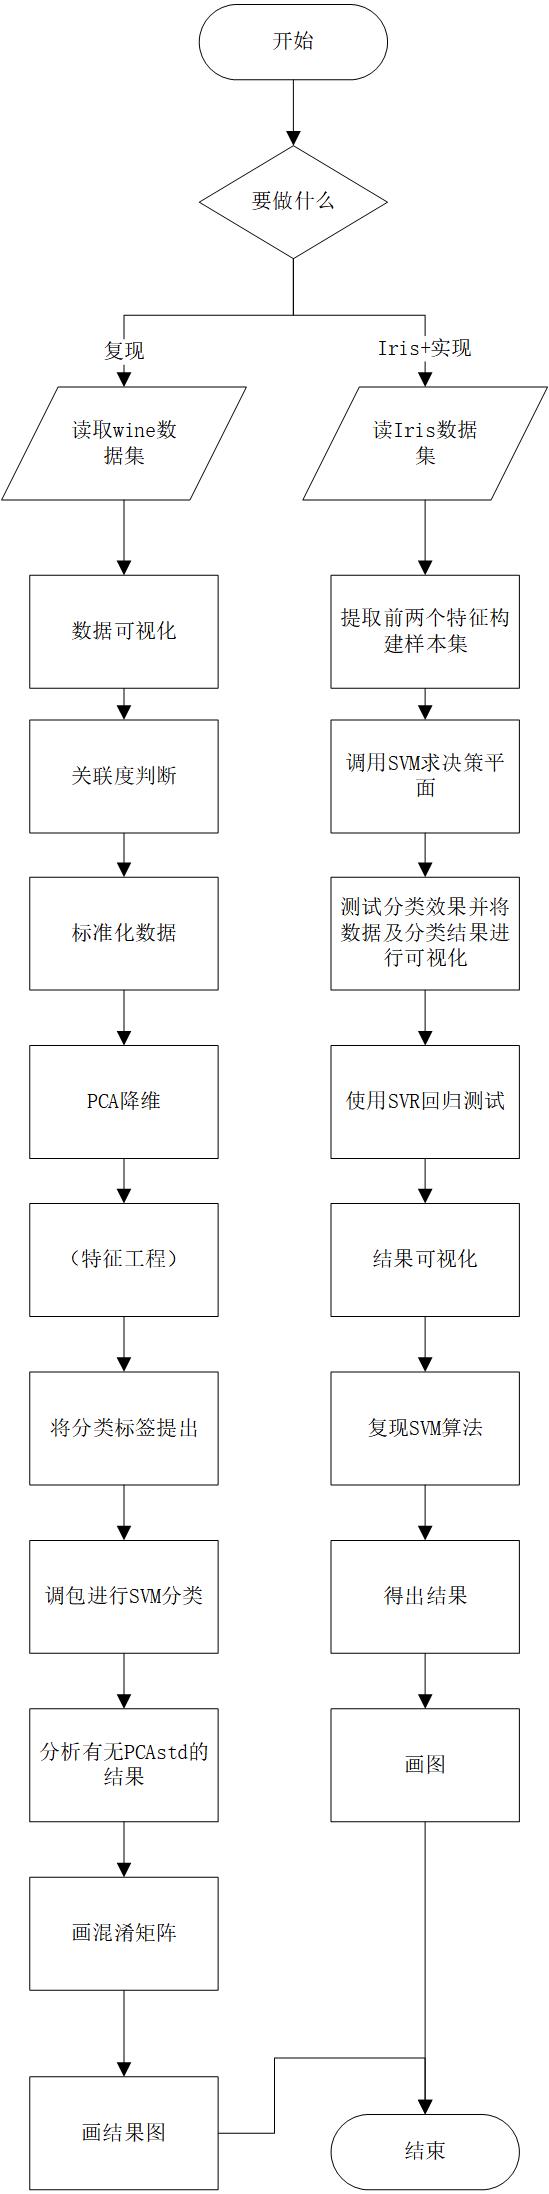 开始
要做什么
复现
Iris+实现
读取wine数
据集
读Iris数据
集
数据可视化
提取前两个特征构
建样本集
关联度判断
调用SVM求决策平
面
标准化数据
测试分类效果并将
数据及分类结果进
行可视化
PCA降维
使用SVR回归测试
（特征工程）
结果可视化
将分类标签提出
复现SVM算法
调包进行SVM分类
得出结果
分析有无PCAstd的
结果
画图
画混淆矩阵
画结果图
结束